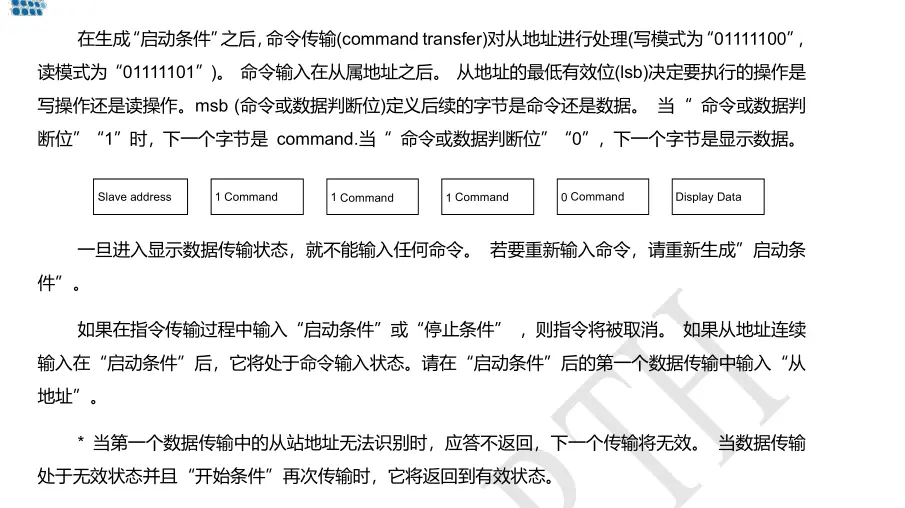 在生成“启动条件”之后，命令传输(command transfer)对从地址进行处理(写模式为“01111100”，
读模式为“01111101”)。 命令输入在从属地址之后。 从地址的最低有效位(lsb)决定要执行的操作是
写操作还是读操作。msb (命令或数据判断位)定义后续的字节是命令还是数据。 当“ 命令或数据判
断位”“1”时，下一个字节是 command.当“ 命令或数据判断位”“0”，下一个字节是显示数据。
Slave address 1 Command 1 Command 1 Command 0 Command Display Data
一旦进入显示数据传输状态，就不能输入任何命令。 若要重新输入命令，请重新生成”启动条
件”。
如果在指令传输过程中输入“启动条件”或“停止条件” ，则指令将被取消。 如果从地址连续
输入在“启动条件”后，它将处于命令输入状态。请在“启动条件”后的第一个数据传输中输入“从
地址”。
* 当第一个数据传输中的从站地址无法识别时，应答不返回，下一个传输将无效。 当数据传输
处于无效状态并且“开始条件”再次传输时，它将返回到有效状态。
PTH